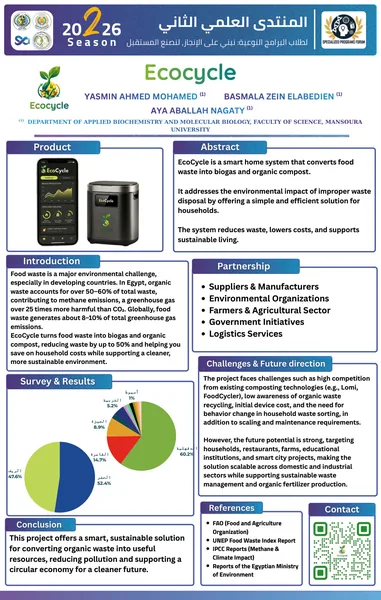 2026
Season
المنتدى العلمي الثاني
لطلاب البرامج النوعية: نبني على الإنجاز, لنصنع المستقبل
SPECIALIZED PROGRAMS FORUM
Ecocycle
Ecocycle
YASMIN AHMED MOHAMED (1)
BASMALA ZEIN ELABEDIEN (1)
AYA ABALLAH NAGATY (1)
(1) DEPARTMENT OF APPLIED BIOCHEMISTRY AND MOLECULAR BIOLOGY, FACULTY OF SCIENCE, MANSOURA
UNIVERSITY
Product
EcoCycle
EcoCycle
Abstract
EcoCycle is a smart home system that converts food
waste into biogas and organic compost.
It addresses the environmental impact of improper waste
disposal by offering a simple and efficient solution for
households.
The system reduces waste, lowers costs, and supports
sustainable living.
Introduction
Food waste is a major environmental challenge,
especially in developing countries. In Egypt, organic
waste accounts for over 50–60% of total waste,
contributing to methane emissions, a greenhouse gas
over 25 times more harmful than CO₂. Globally, food
waste generates about 8–10% of total greenhouse gas
emissions.
EcoCycle turns food waste into biogas and organic
compost, reducing waste by up to 50% and helping you
save on household costs while supporting a cleaner,
more sustainable environment.
Partnership
• Suppliers & Manufacturers
• Environmental Organizations
• Farmers & Agricultural Sector
• Government Initiatives
• Logistics Services
Survey & Results
الريف
47.6%
الحضر
52.4%
أسيوط
1%
الغربية
5.2%
الجيزة
8.9%
القاهرة
14.7%
الدقهلية
60.2%
Challenges & Future direction
The project faces challenges such as high competition
from existing composting technologies (e.g., Lomi,
FoodCycler), low awareness of organic waste
recycling, initial device cost, and the need for
behavior change in household waste sorting, in
addition to scaling and maintenance requirements.
However, the future potential is strong, targeting
households, restaurants, farms, educational
institutions, and smart city projects, making the
solution scalable across domestic and industrial
sectors while supporting sustainable waste
management and organic fertilizer production.
Conclusion
This project offers a smart, sustainable solution
for converting organic waste into useful
resources, reducing pollution and supporting a
circular economy for a cleaner future.
References
• FAO (Food and Agriculture
Organization)
• UNEP Food Waste Index Report
• IPCC Reports (Methane &
Climate Impact)
• Reports of the Egyptian Ministry
of Environment
Contact